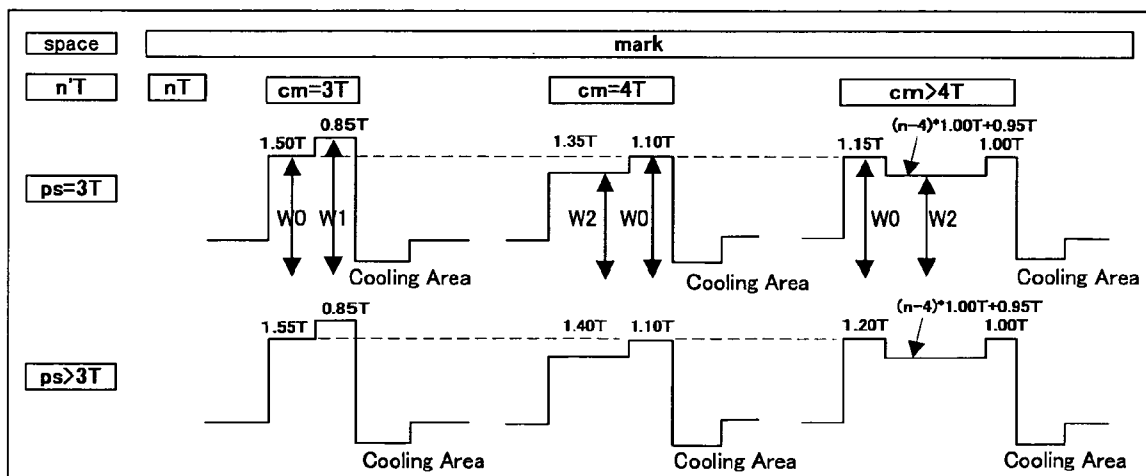 space
mark
n'T
nT
cm=3T
cm=4T
cm>4T
ps=3T
1.50T
0.85T
W0
W1
Cooling Area
1.35T
1.10T
W2
W0
Cooling Area
1.15T
(n-4)*1.00T+0.95T
1.00T
W0
W2
Cooling Area
ps>3T
1.55T
0.85T
Cooling Area
1.40T
1.10T
Cooling Area
1.20T
(n-4)*1.00T+0.95T
1.00T
Cooling Area